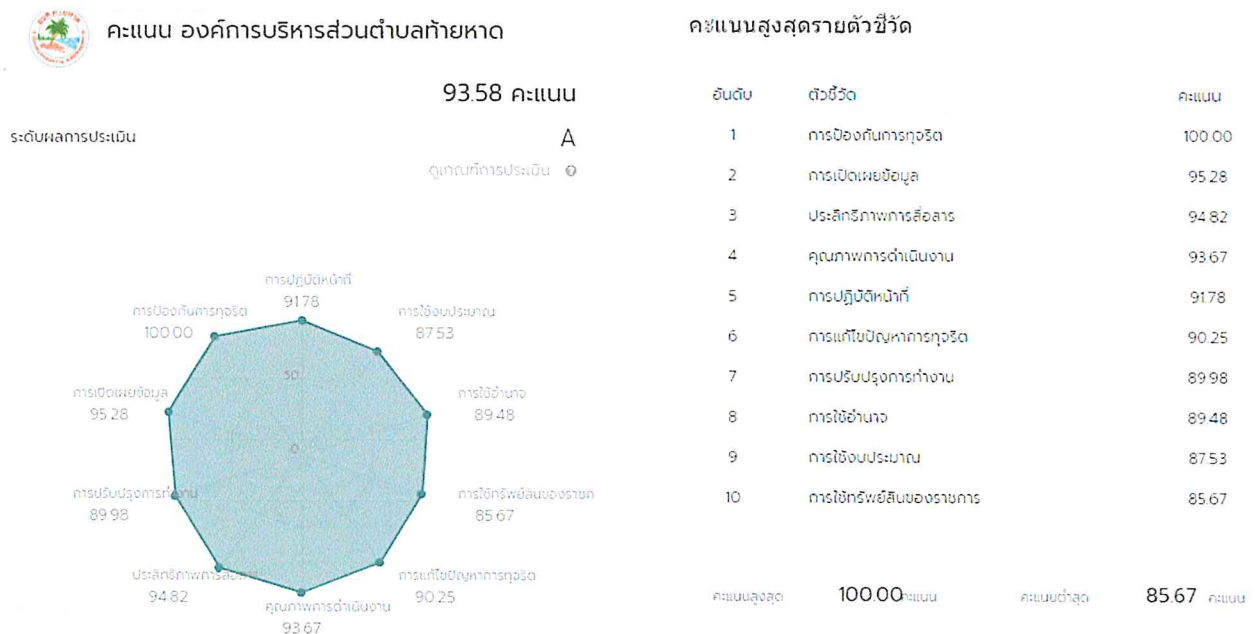 คะแนน องค์การบริหารส่วนตำบลท้ายหาด
93.58 คะแนน
ระดับผลการประเมิน
A
ดูเกณฑ์การประเมิน
การปฏิบัติหน้าที่
91.78
การป้องกันการทุจริต
100.00
การใช้งบประมาณ
87.53
50
การเปิดเผยข้อมูล
95.28
การใช้อำนาจ
89.48
0
การปรับปรุงการทำงาน
89.98
การใช้ทรัพย์สินของราชก
85.67
ประสิทธิภาพการสื่อสาร
94.82
การแก้ไขปัญหาการทุจริต
90.25
คุณภาพการดำเนินงาน
93.67
คะแนนสูงสุดรายตัวชี้วัด
อันดับ ตัวชี้วัด คะแนน
1 การป้องกันการทุจริต 100.00
2 การเปิดเผยข้อมูล 95.28
3 ประสิทธิภาพการสื่อสาร 94.82
4 คุณภาพการดำเนินงาน 93.67
5 การปฏิบัติหน้าที่ 91.78
6 การแก้ไขปัญหาการทุจริต 90.25
7 การปรับปรุงการทำงาน 89.98
8 การใช้อำนาจ 89.48
9 การใช้งบประมาณ 87.53
10 การใช้ทรัพย์สินของราชการ 85.67
คะแนนสูงสุด 100.00 คะแนน คะแนนต่ำสุด 85.67 คะแนน